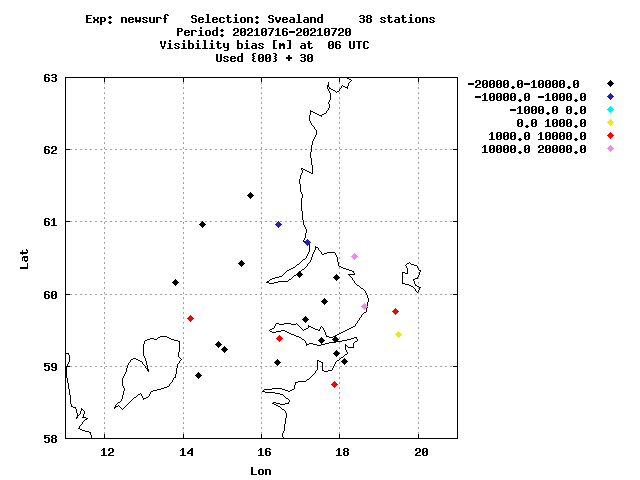 Exp: newsurf   Selection: Svealand     38 stations
Period: 20210716-20210720
Visibility bias [m] at  06 UTC
Used {00} + 30
63
62
61
60
59
58
Lat
12
14
16
18
20
Lon
-20000.0-10000.0
-10000.0 -1000.0
-1000.0 0.0
0.0 1000.0
1000.0 10000.0
10000.0 20000.0